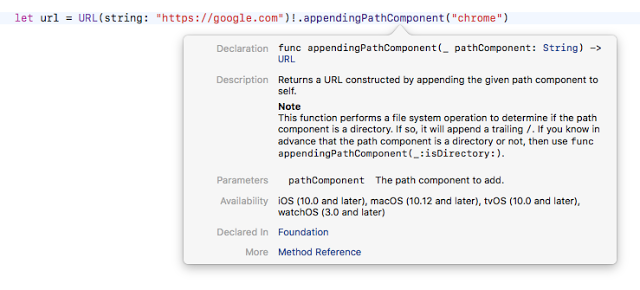 let url = URL(string: "https://google.com")!.appendingPathComponent("chrome")
Declaration func appendingPathComponent(_ pathComponent: String) ->
URL
Description Returns a URL constructed by appending the given path component to
self.
Note
This function performs a file system operation to determine if the path
component is a directory. If so, it will append a trailing /. If you know in
advance that the path component is a directory or not, then use func
appendingPathComponent(_:isDirectory:).
Parameters pathComponent The path component to add.
Availability iOS (10.0 and later), macOS (10.12 and later), tvOS (10.0 and later),
watchOS (3.0 and later)
Declared In Foundation
More Method Reference